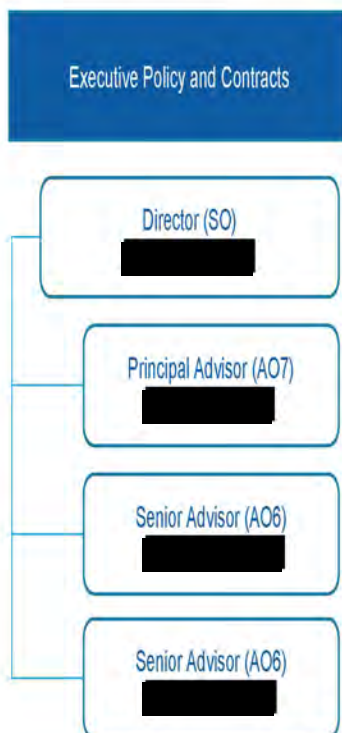 Executive Policy and Contracts
Director (SO)
Principal Advisor (AO7)
Senior Advisor (AO6)
Senior Advisor (AO6)